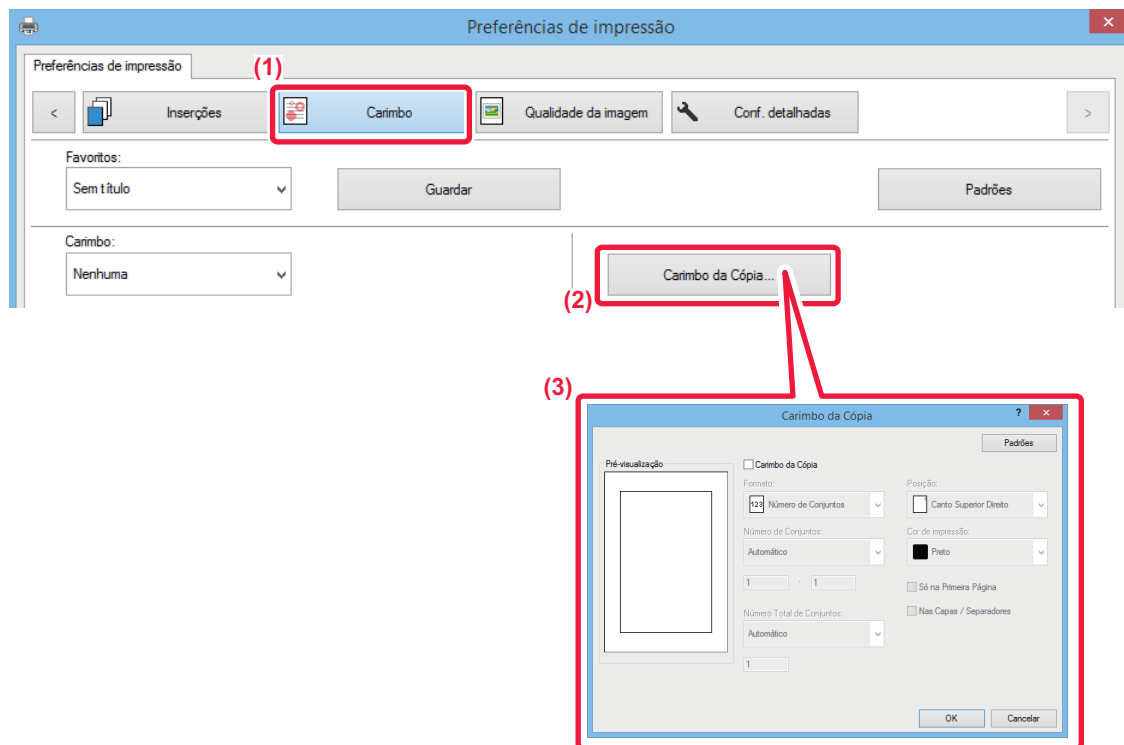 Preferências de impressão
×
Preferências de impressão
(1)
<
Inserções
Carimbo
Qualidade da imagem
Conf. detalhadas
>
Favoritos:
Sem título
Guardar
Padrões
Carimbo:
Nenhuma
Carimbo da Cópia...
(2)
(3)
Carimbo da Cópia
?
×
Padrões
Pré-visualização
Carimbo da Cópia
Formato:
Posição:
123 Número de Conjuntos
Canto Superior Direito
Número de Conjuntos:
Cor de impressão:
Automático
Preto
1 - 1
Só na Primeira Página
Nas Capas / Separadores
Número Total de Conjuntos:
Automático
1
OK
Cancelar